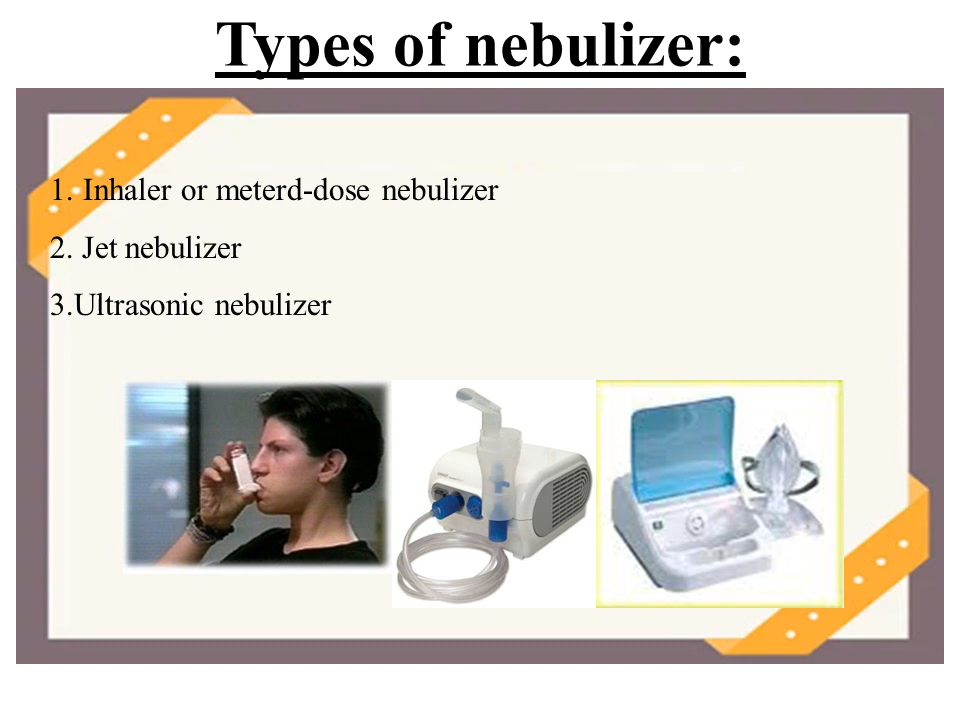 Types of nebulizer:
1. Inhaler or meterd-dose nebulizer
2. Jet nebulizer
3.Ultrasonic nebulizer